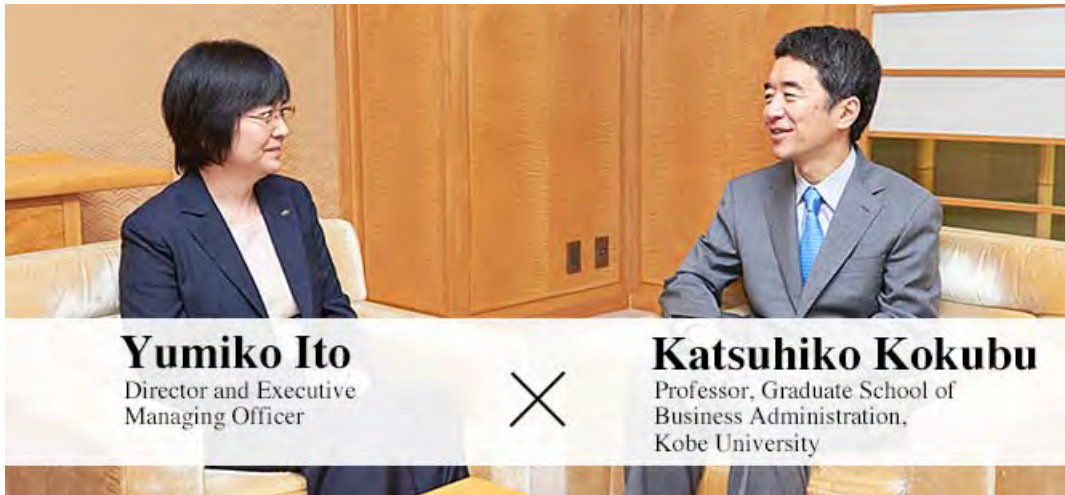 Yumiko Ito
Director and Executive
Managing Officer
×
Katsuhiko Kokubu
Professor, Graduate School of
Business Administration,
Kobe University